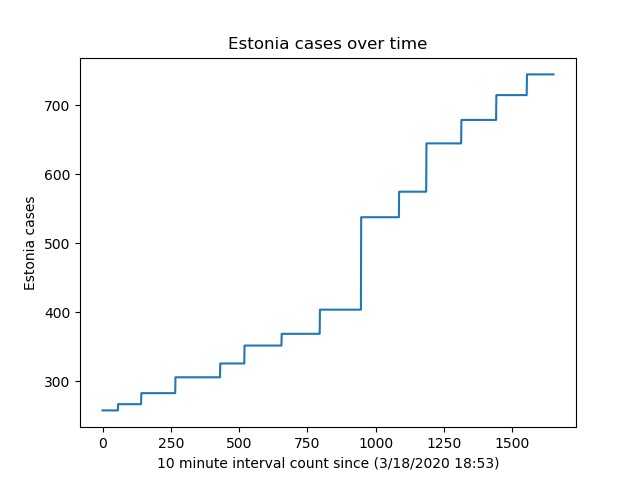 Estonia cases over time
Estonia cases
700
600
500
400
300
0 250 500 750 1000 1250 1500
10 minute interval count since (3/18/2020 18:53)